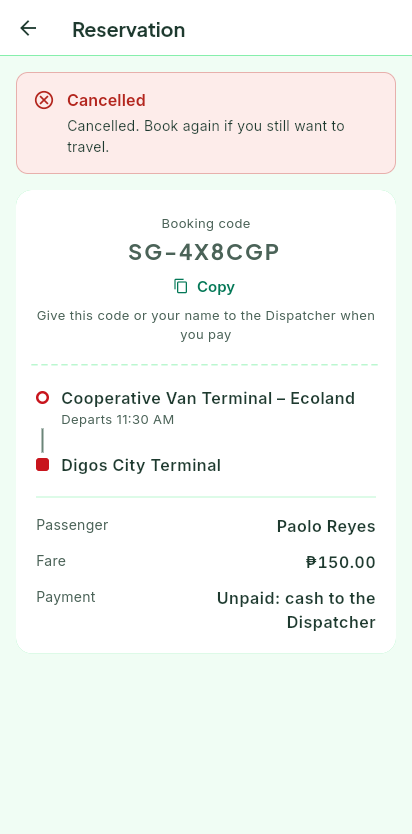 Reservation
Cancelled
Cancelled. Book again if you still want to
travel.
Booking code
SG-4X8CGP
Copy
Give this code or your name to the Dispatcher when
you pay
Cooperative Van Terminal – Ecoland
Departs 11:30 AM
Digos City Terminal
Passenger
Paolo Reyes
Fare
₱150.00
Payment
Unpaid: cash to the
Dispatcher